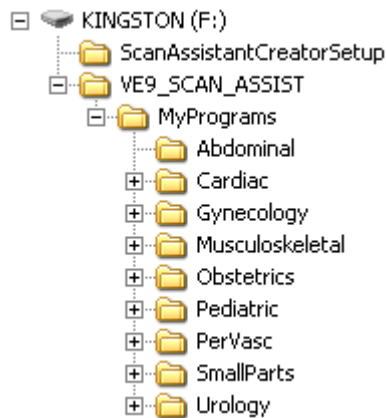 KINGSTON (F:)
ScanAssistantCreatorSetup
VE9_SCAN_ASSIST
MyPrograms
Abdominal
Cardiac
Gynecology
Musculoskeletal
Obstetrics
Pediatric
PerVasc
SmallParts
Urology